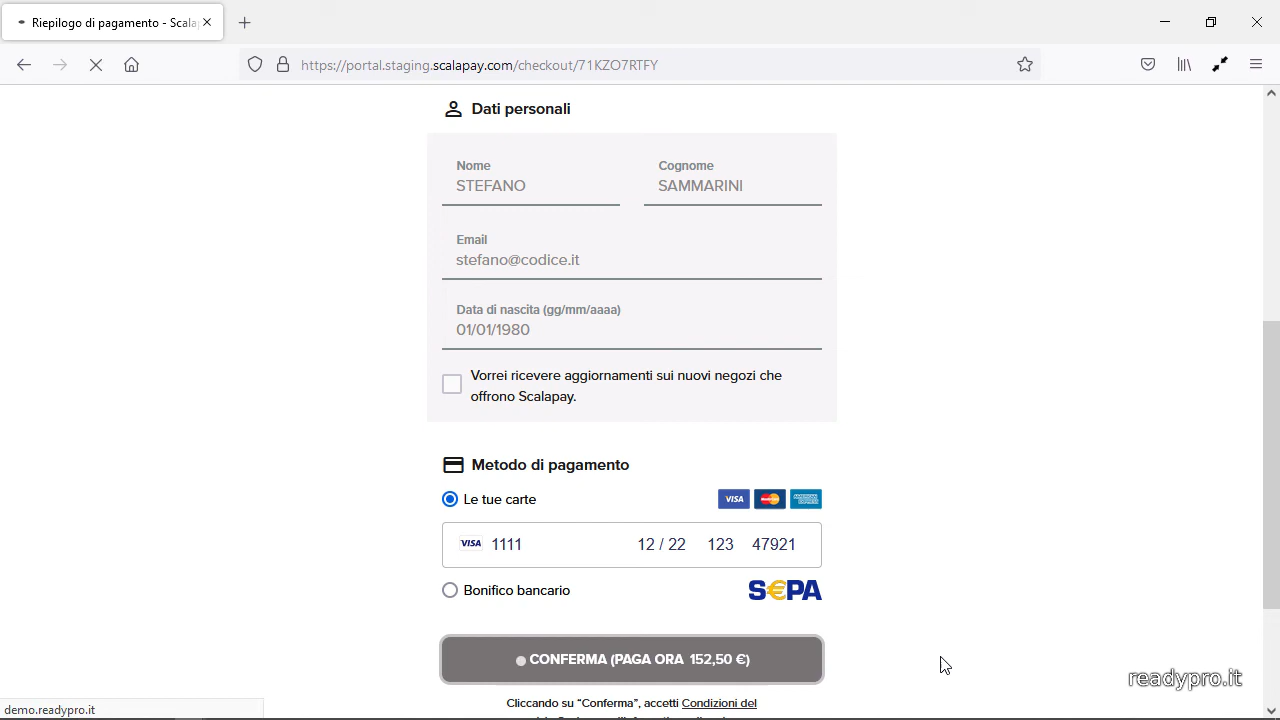 Riepilogo di pagamento - Scala
https://portal.staging.scalapay.com/checkout/71KZO7RTFY
Dati personali
Nome
Cognome
STEFANO
SAMMARINI
Email
stefano@codice.it
Data di nascita (gg/mm/aaaa)
01/01/1980
Vorrei ricevere aggiornamenti sui nuovi negozi che
offrono Scalapay.
Metodo di pagamento
Le tue carte
VISA
MasterCard
VISA 1111 12 / 22 123 47921
Bonifico bancario
S€PA
CONFERMA (PAGA ORA 152,50 €)
readypro.it
demo.readypro.it
Cliccando su “Conferma”, accetti Condizioni del